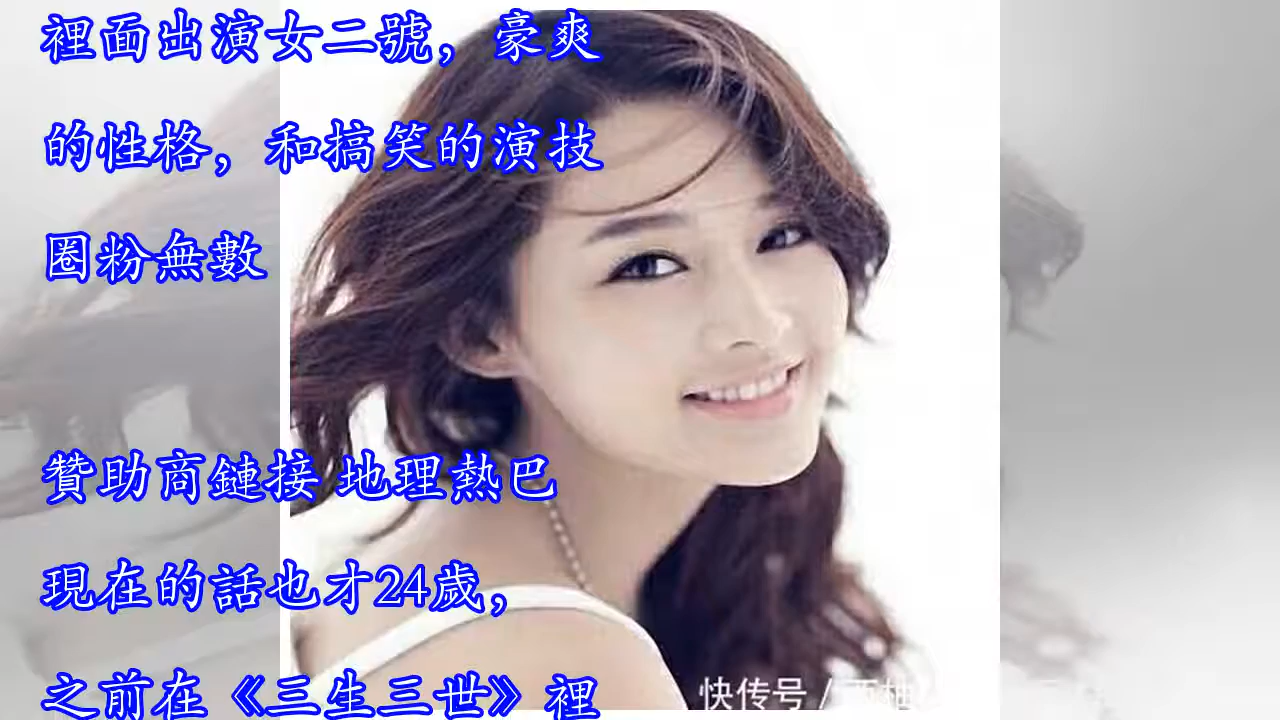 裡面出演女二號，豪爽
的性格，和搞笑的演技
圈粉無數
贊助商鏈接 地理熱巴
現在的話也才24歲，
之前在《三生三世》裡
快传号 / 西柚